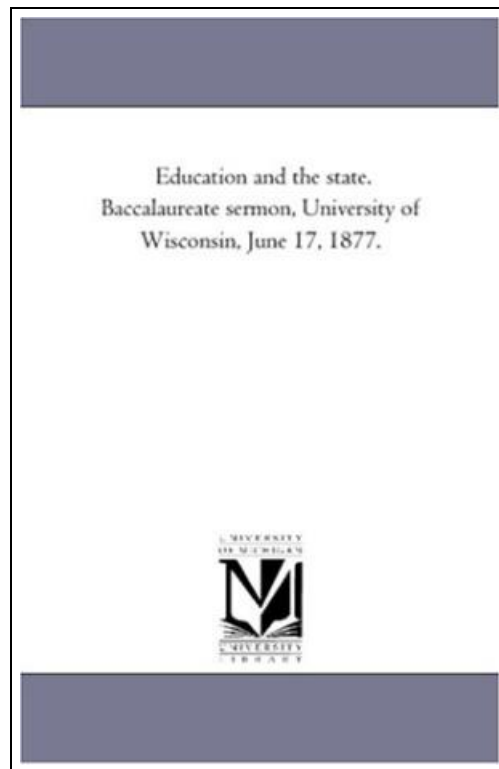 Education and the state.
Baccalaureate sermon, University of
Wisconsin, June 17, 1877.
UNIVERSITY
OF MICHIGAN
UNIVERSITY
LIBRARY